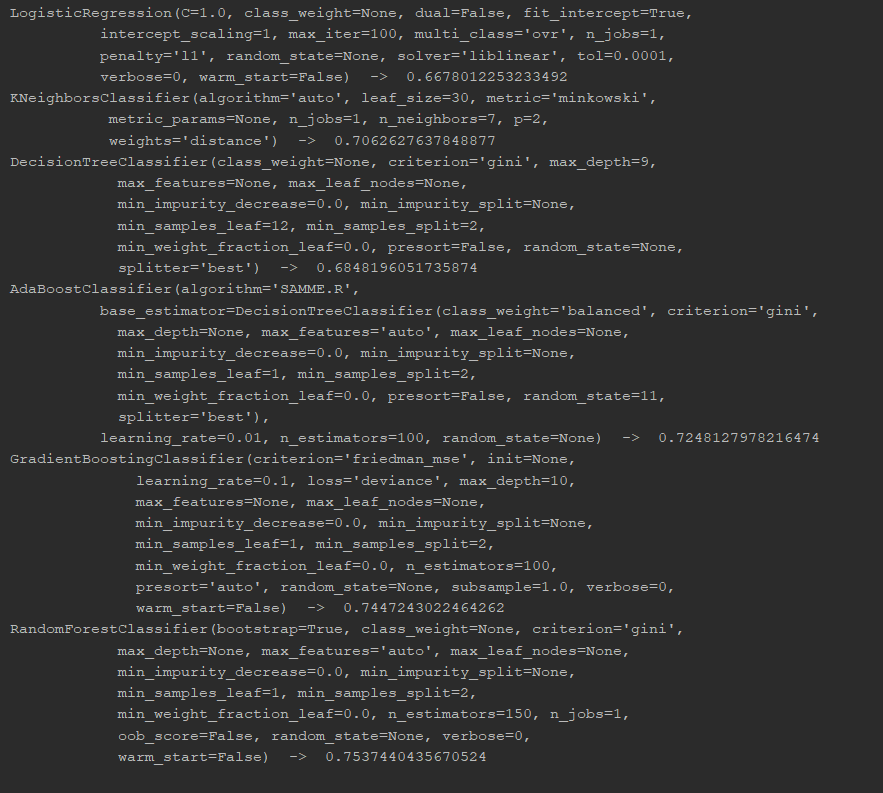 LogisticRegression(C=1.0, class_weight=None, dual=False, fit_intercept=True,
intercept_scaling=1, max_iter=100, multi_class='ovr', n_jobs=1,
penalty='l1', random_state=None, solver='liblinear', tol=0.0001,
verbose=0, warm_start=False)  ->  0.6678012253233492
KNeighborsClassifier(algorithm='auto', leaf_size=30, metric='minkowski',
metric_params=None, n_jobs=1, n_neighbors=7, p=2,
weights='distance')  ->  0.7062627637848877
DecisionTreeClassifier(class_weight=None, criterion='gini', max_depth=9,
max_features=None, max_leaf_nodes=None,
min_impurity_decrease=0.0, min_impurity_split=None,
min_samples_leaf=12, min_samples_split=2,
min_weight_fraction_leaf=0.0, presort=False, random_state=None,
splitter='best')  ->  0.6848196051735874
AdaBoostClassifier(algorithm='SAMME.R',
base_estimator=DecisionTreeClassifier(class_weight='balanced', criterion='gini',
max_depth=None, max_features='auto', max_leaf_nodes=None,
min_impurity_decrease=0.0, min_impurity_split=None,
min_samples_leaf=1, min_samples_split=2,
min_weight_fraction_leaf=0.0, presort=False, random_state=11,
splitter='best'),
learning_rate=0.01, n_estimators=100, random_state=None)  ->  0.7248127978216474
GradientBoostingClassifier(criterion='friedman_mse', init=None,
learning_rate=0.1, loss='deviance', max_depth=10,
max_features=None, max_leaf_nodes=None,
min_impurity_decrease=0.0, min_impurity_split=None,
min_samples_leaf=1, min_samples_split=2,
min_weight_fraction_leaf=0.0, n_estimators=100,
presort='auto', random_state=None, subsample=1.0, verbose=0,
warm_start=False)  ->  0.7447243022464262
RandomForestClassifier(bootstrap=True, class_weight=None, criterion='gini',
max_depth=None, max_features='auto', max_leaf_nodes=None,
min_impurity_decrease=0.0, min_impurity_split=None,
min_samples_leaf=1, min_samples_split=2,
min_weight_fraction_leaf=0.0, n_estimators=150, n_jobs=1,
oob_score=False, random_state=None, verbose=0,
warm_start=False)  ->  0.7537440435670524